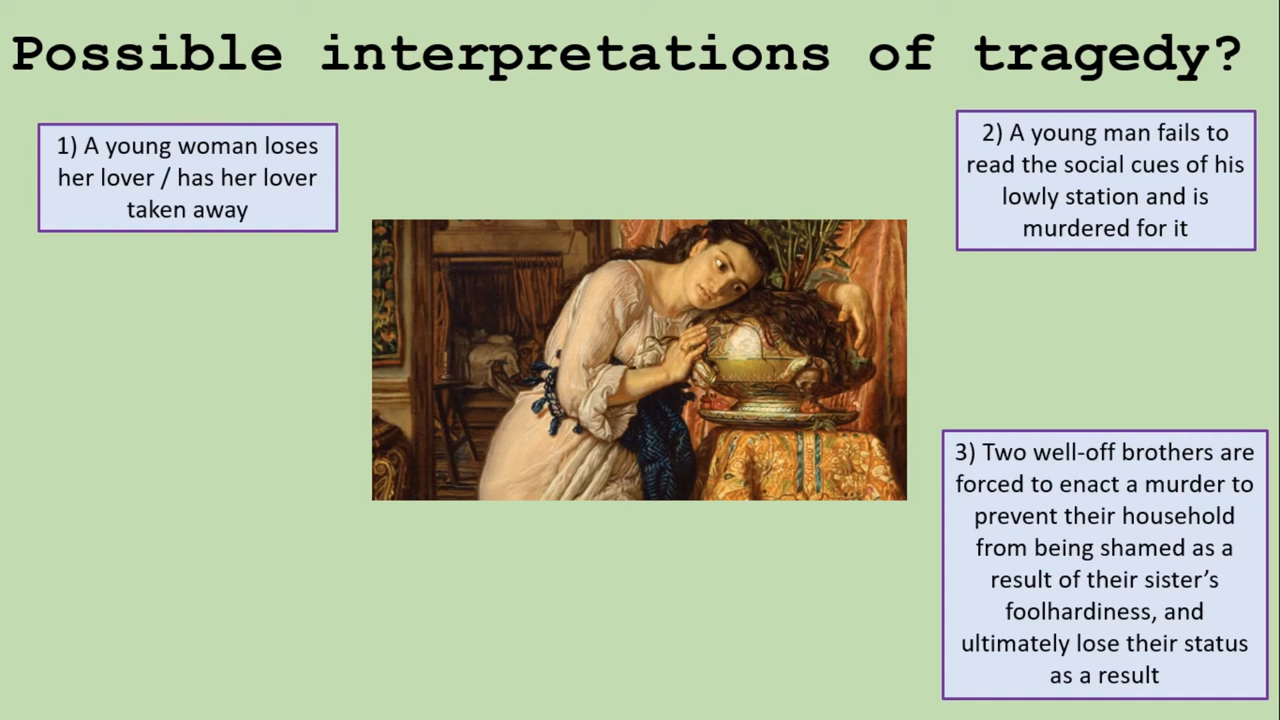 Possible interpretations of tragedy?
1) A young woman loses
her lover / has her lover
taken away
2) A young man fails to
read the social cues of his
lowly station and is
murdered for it
3) Two well-off brothers are
forced to enact a murder to
prevent their household
from being shamed as a
result of their sister’s
foolhardiness, and
ultimately lose their status
as a result